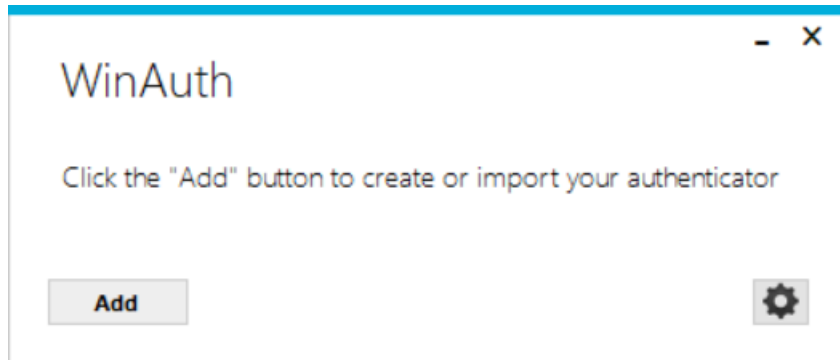 WinAuth
Click the "Add" button to create or import your authenticator
Add